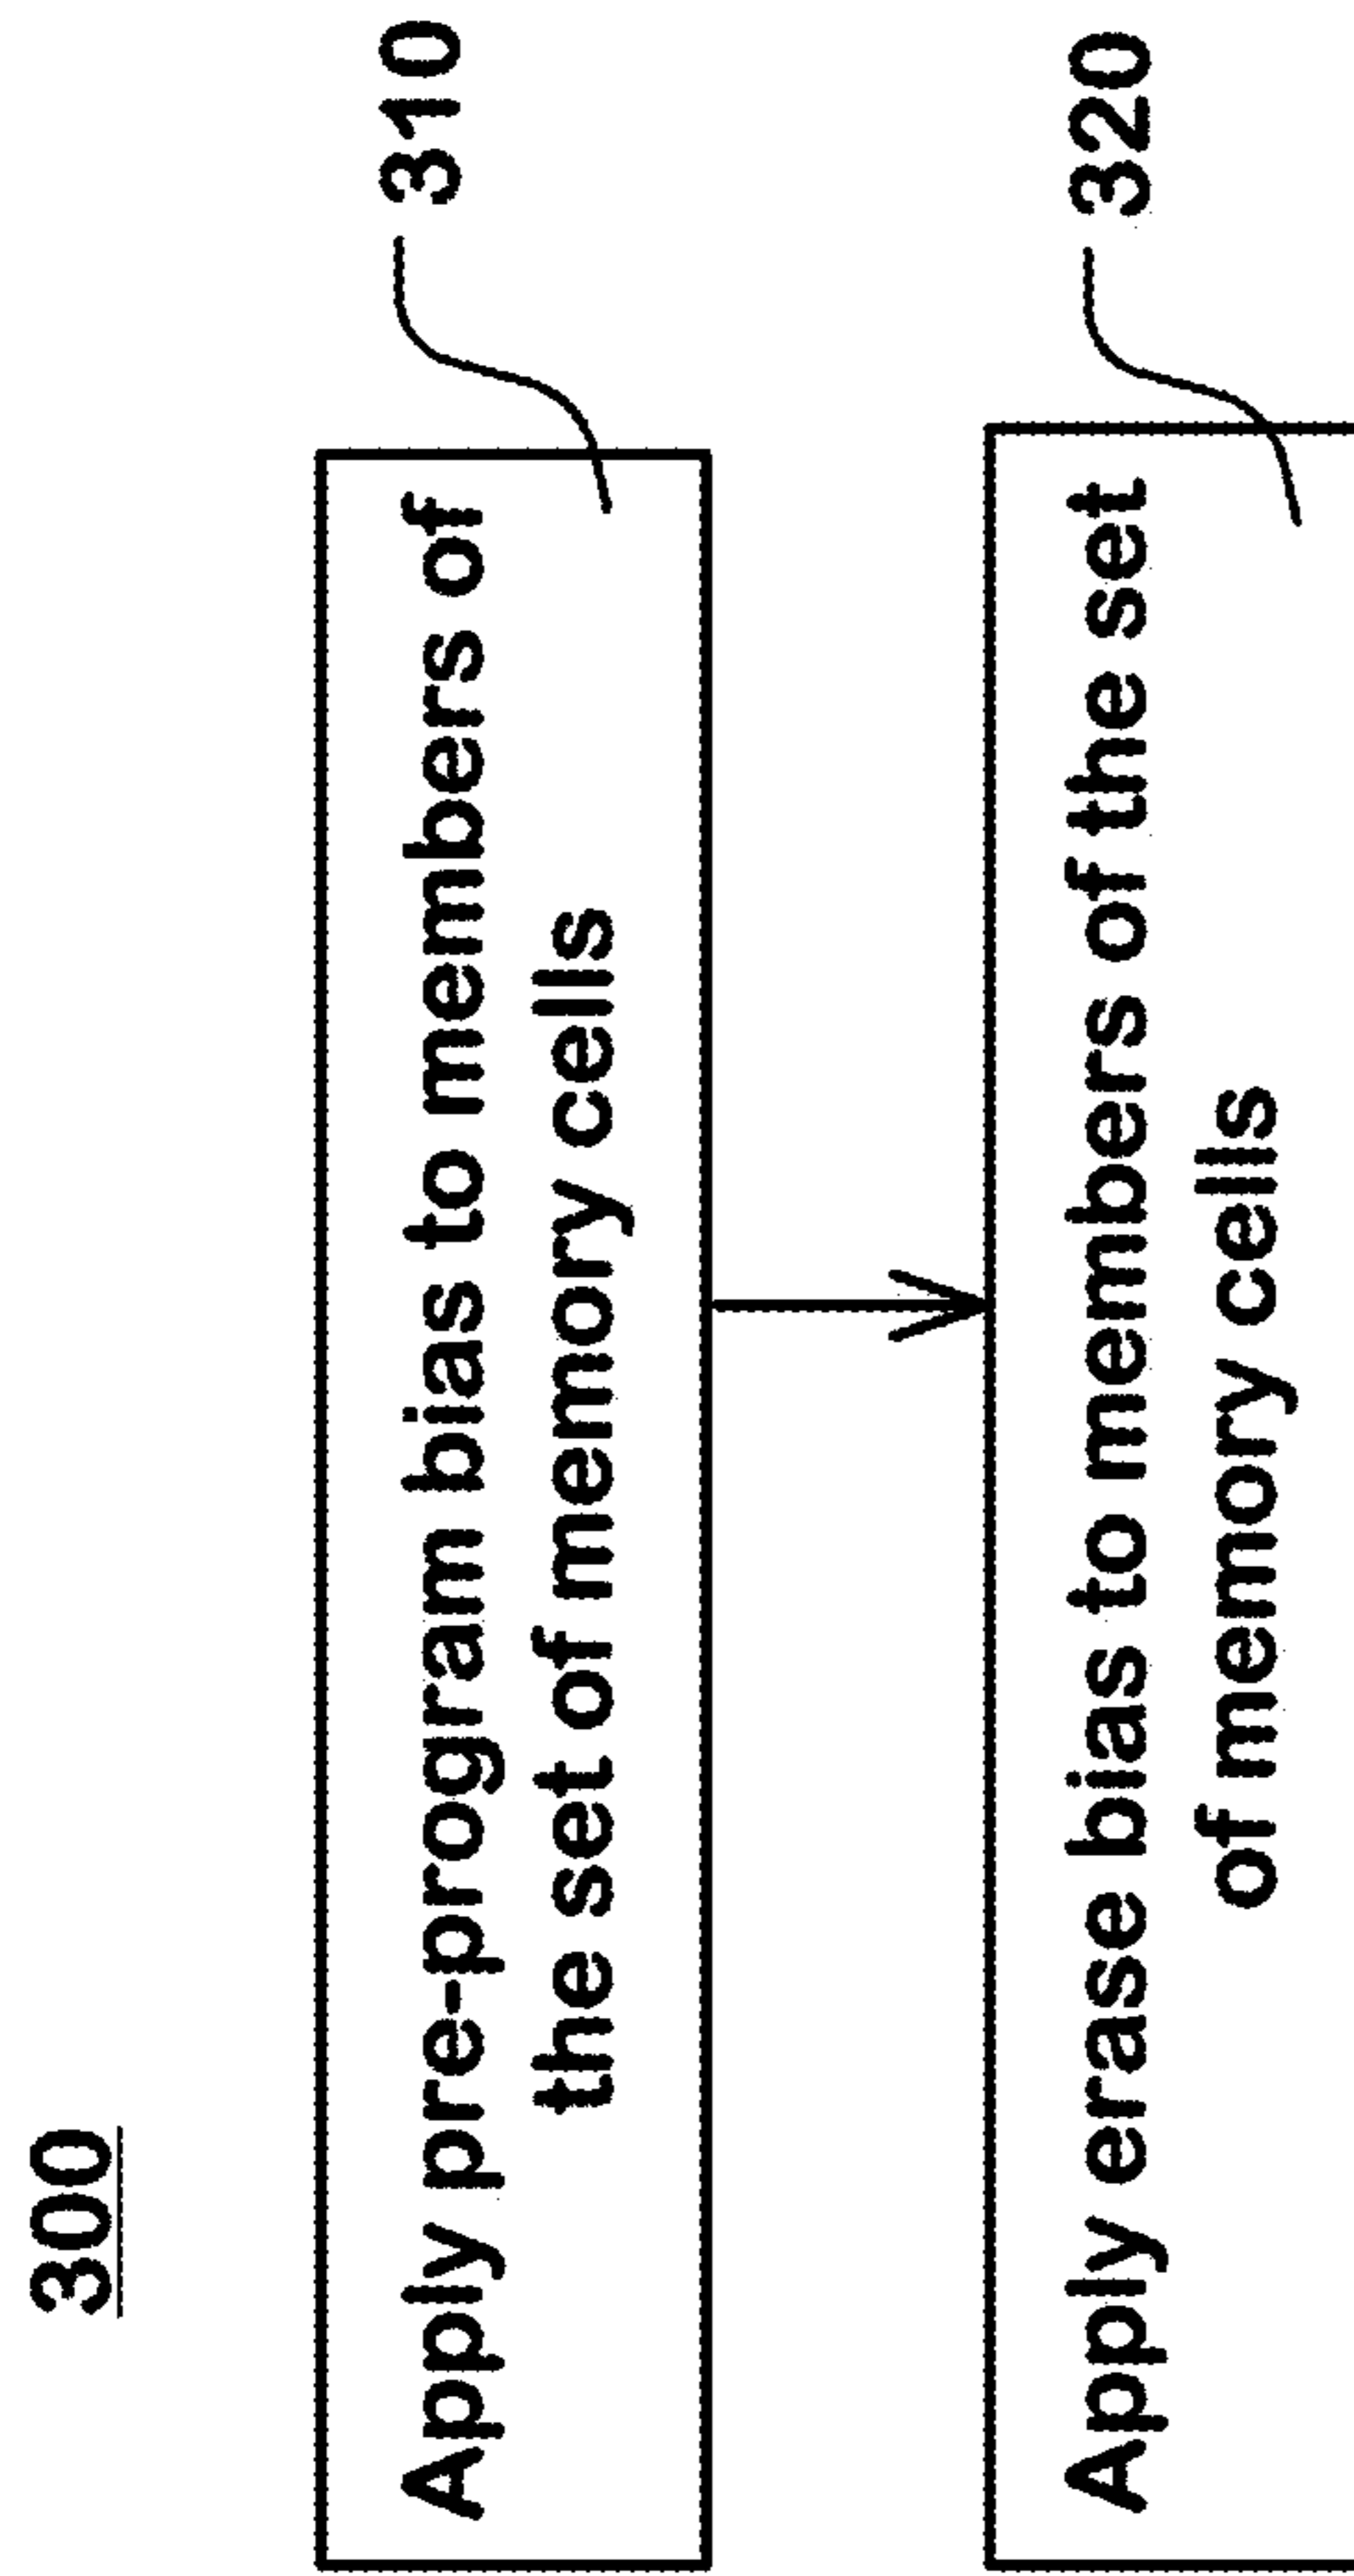 300
Apply pre-program bias to members of
the set of memory cells
310
Apply erase bias to members of the set
of memory cells
320